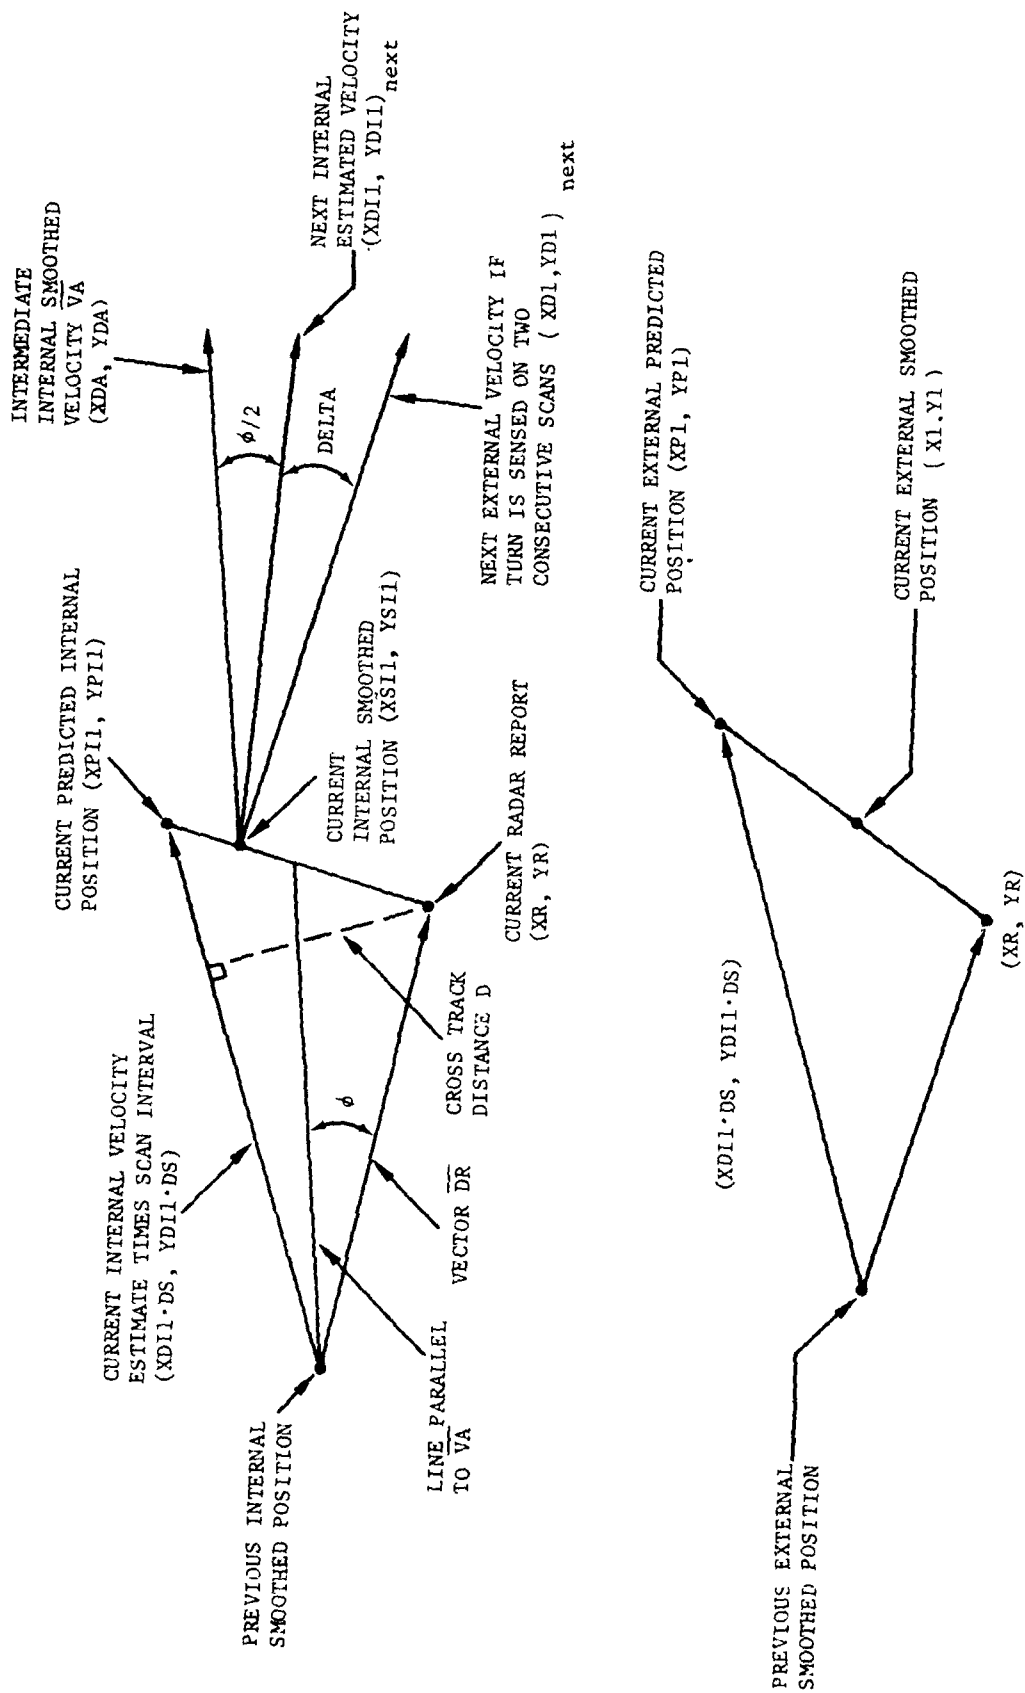 INTERMEDIATE
INTERNAL SMOOTHED
VELOCITY VA
(XDA, YDA)
NEXT INTERNAL
ESTIMATED VELOCITY
(XDI1, YDI1) next
φ/2
DELTA
NEXT EXTERNAL VELOCITY IF
TURN IS SENSED ON TWO
CONSECUTIVE SCANS ( XD1,YD1 ) next
CURRENT PREDICTED INTERNAL
POSITION (XPI1, YPI1)
CURRENT
INTERNAL SMOOTHED
POSITION (XSI1, YSI1)
CURRENT RADAR REPORT
(XR, YR)
CURRENT INTERNAL VELOCITY
ESTIMATE TIMES SCAN INTERVAL
(XDI1·DS, YDI1·DS)
φ
CROSS TRACK
DISTANCE D
VECTOR DR
LINE PARALLEL
TO VA
PREVIOUS INTERNAL
SMOOTHED POSITION
CURRENT EXTERNAL PREDICTED
POSITION (XP1, YP1)
CURRENT EXTERNAL SMOOTHED
POSITION ( X1.Y1 )
(XDI1·DS, YDI1·DS)
(XR, YR)
PREVIOUS EXTERNAL
SMOOTHED POSITION